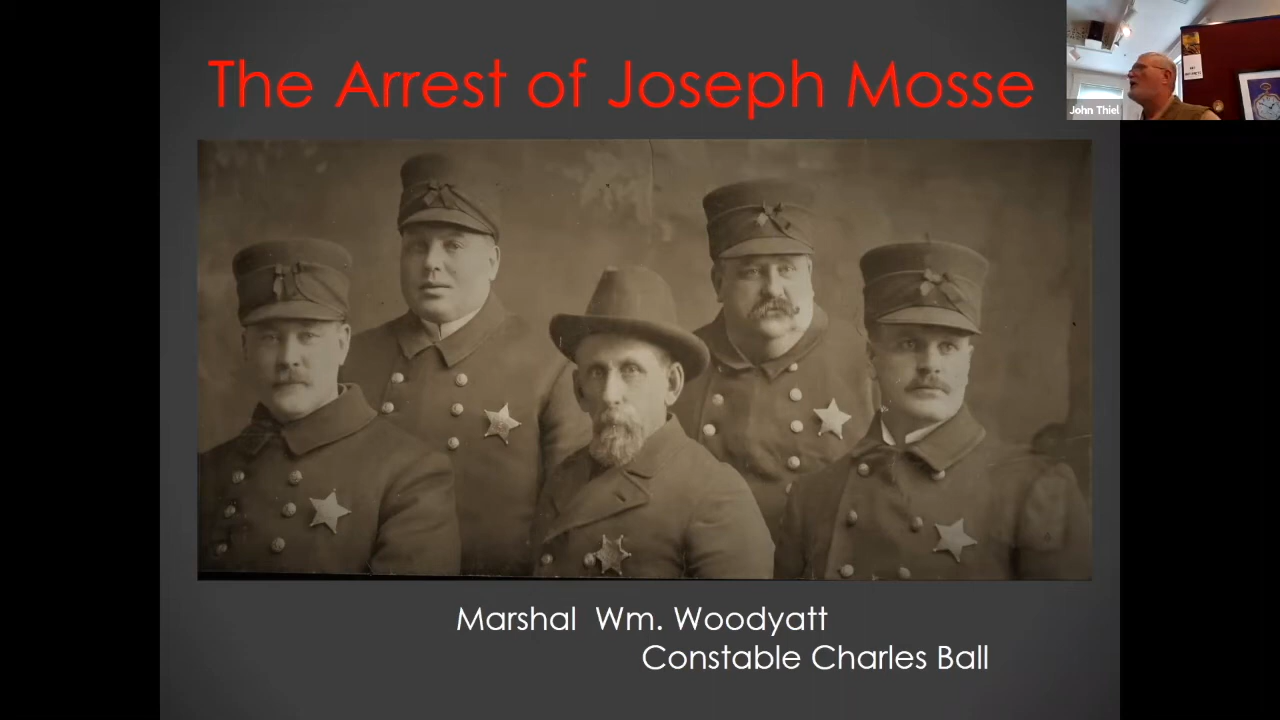 The Arrest of Joseph Mosse
John Thiel
Marshal Wm. Woodyatt
Constable Charles Ball